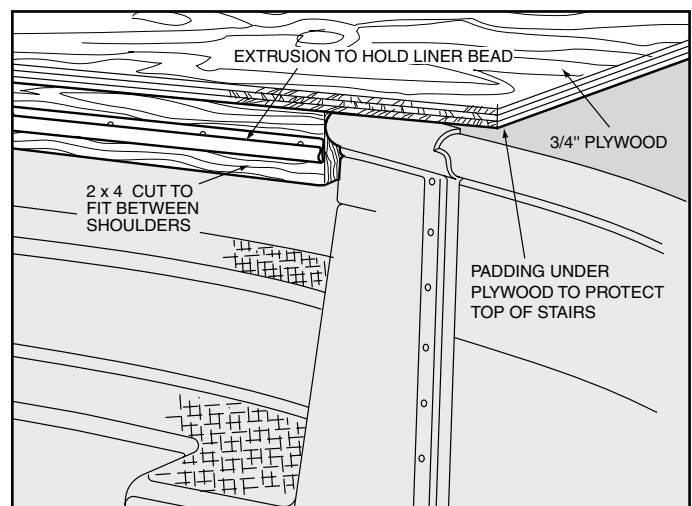 EXTRUSION TO HOLD LINER BEAD
3/4" PLYWOOD
2 x 4 CUT TO
FIT BETWEEN
SHOULDERS
PADDING UNDER
PLYWOOD TO PROTECT
TOP OF STAIRS